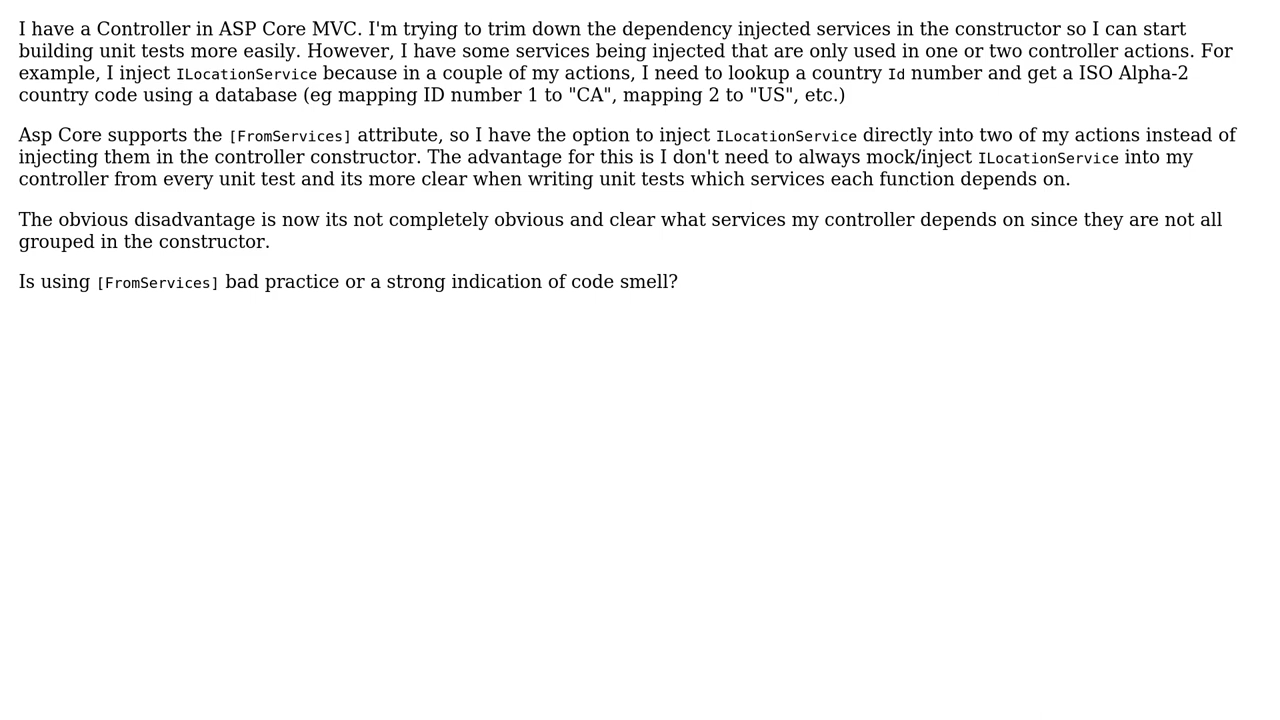 I have a Controller in ASP Core MVC. I'm trying to trim down the dependency injected services in the constructor so I can start
building unit tests more easily. However, I have some services being injected that are only used in one or two controller actions. For
example, I inject ILocationService because in a couple of my actions, I need to lookup a country Id number and get a ISO Alpha-2
country code using a database (eg mapping ID number 1 to "CA", mapping 2 to "US", etc.)
Asp Core supports the [FromServices] attribute, so I have the option to inject ILocationService directly into two of my actions instead of
injecting them in the controller constructor. The advantage for this is I don't need to always mock/inject ILocationService into my
controller from every unit test and its more clear when writing unit tests which services each function depends on.
The obvious disadvantage is now its not completely obvious and clear what services my controller depends on since they are not all
grouped in the constructor.
Is using [FromServices] bad practice or a strong indication of code smell?